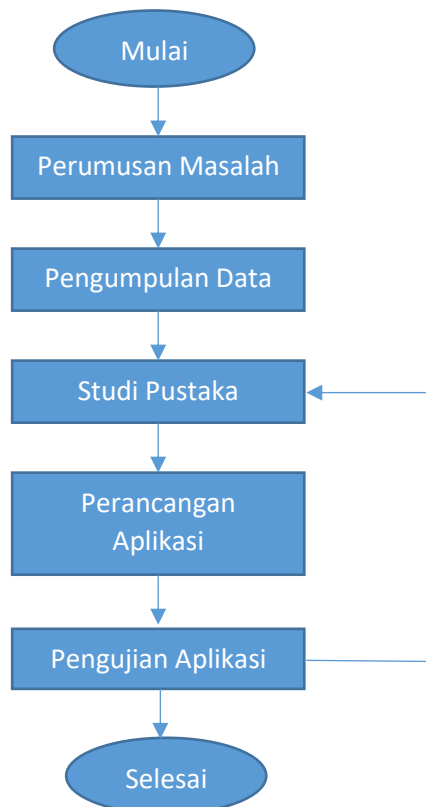 Mulai
Perumusan Masalah
Pengumpulan Data
Studi Pustaka
Perancangan
Aplikasi
Pengujian Aplikasi
Selesai